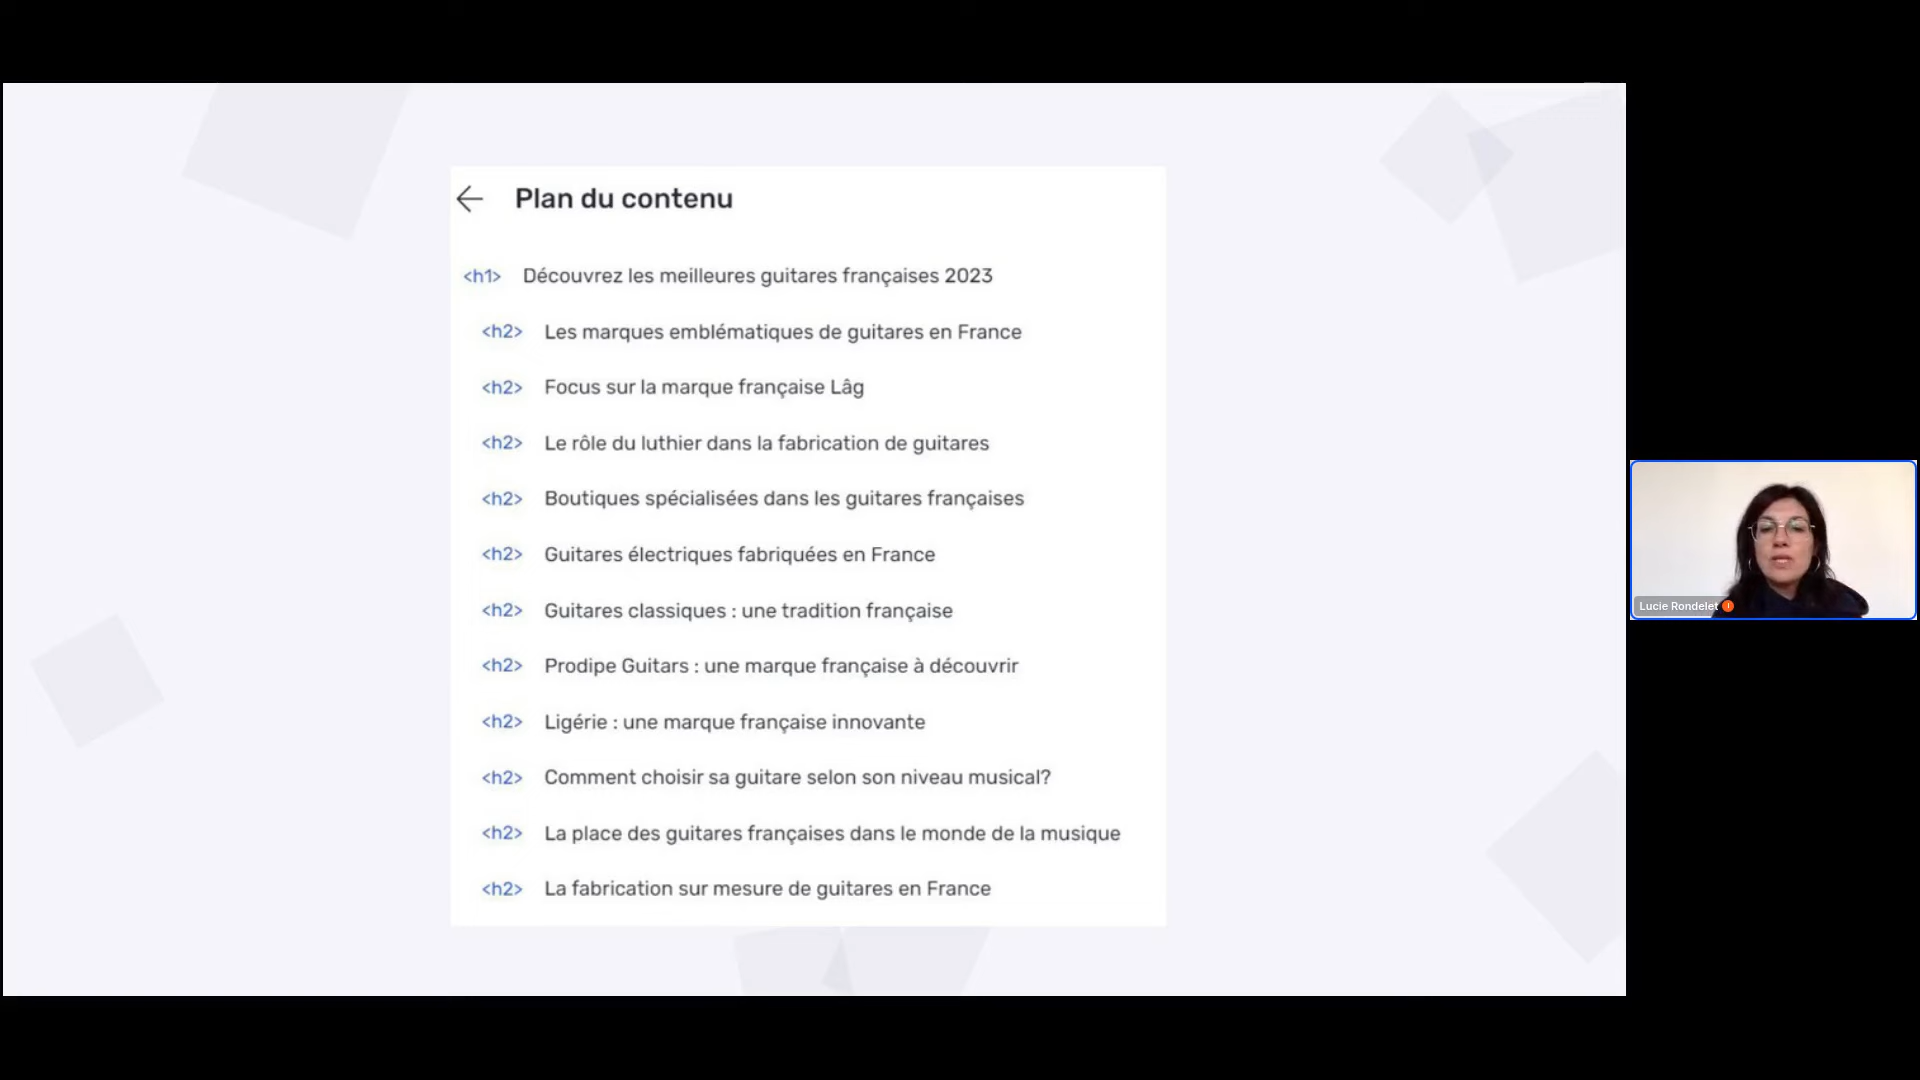 Plan du contenu
<h1> Découvrez les meilleures guitares françaises 2023
<h2> Les marques emblématiques de guitares en France
<h2> Focus sur la marque française Lâg
<h2> Le rôle du luthier dans la fabrication de guitares
<h2> Boutiques spécialisées dans les guitares françaises
<h2> Guitares électriques fabriquées en France
<h2> Guitares classiques : une tradition française
<h2> Prodipe Guitars : une marque française à découvrir
<h2> Ligérie : une marque française innovante
<h2> Comment choisir sa guitare selon son niveau musical?
<h2> La place des guitares françaises dans le monde de la musique
<h2> La fabrication sur mesure de guitares en France
Lucie Rondelet